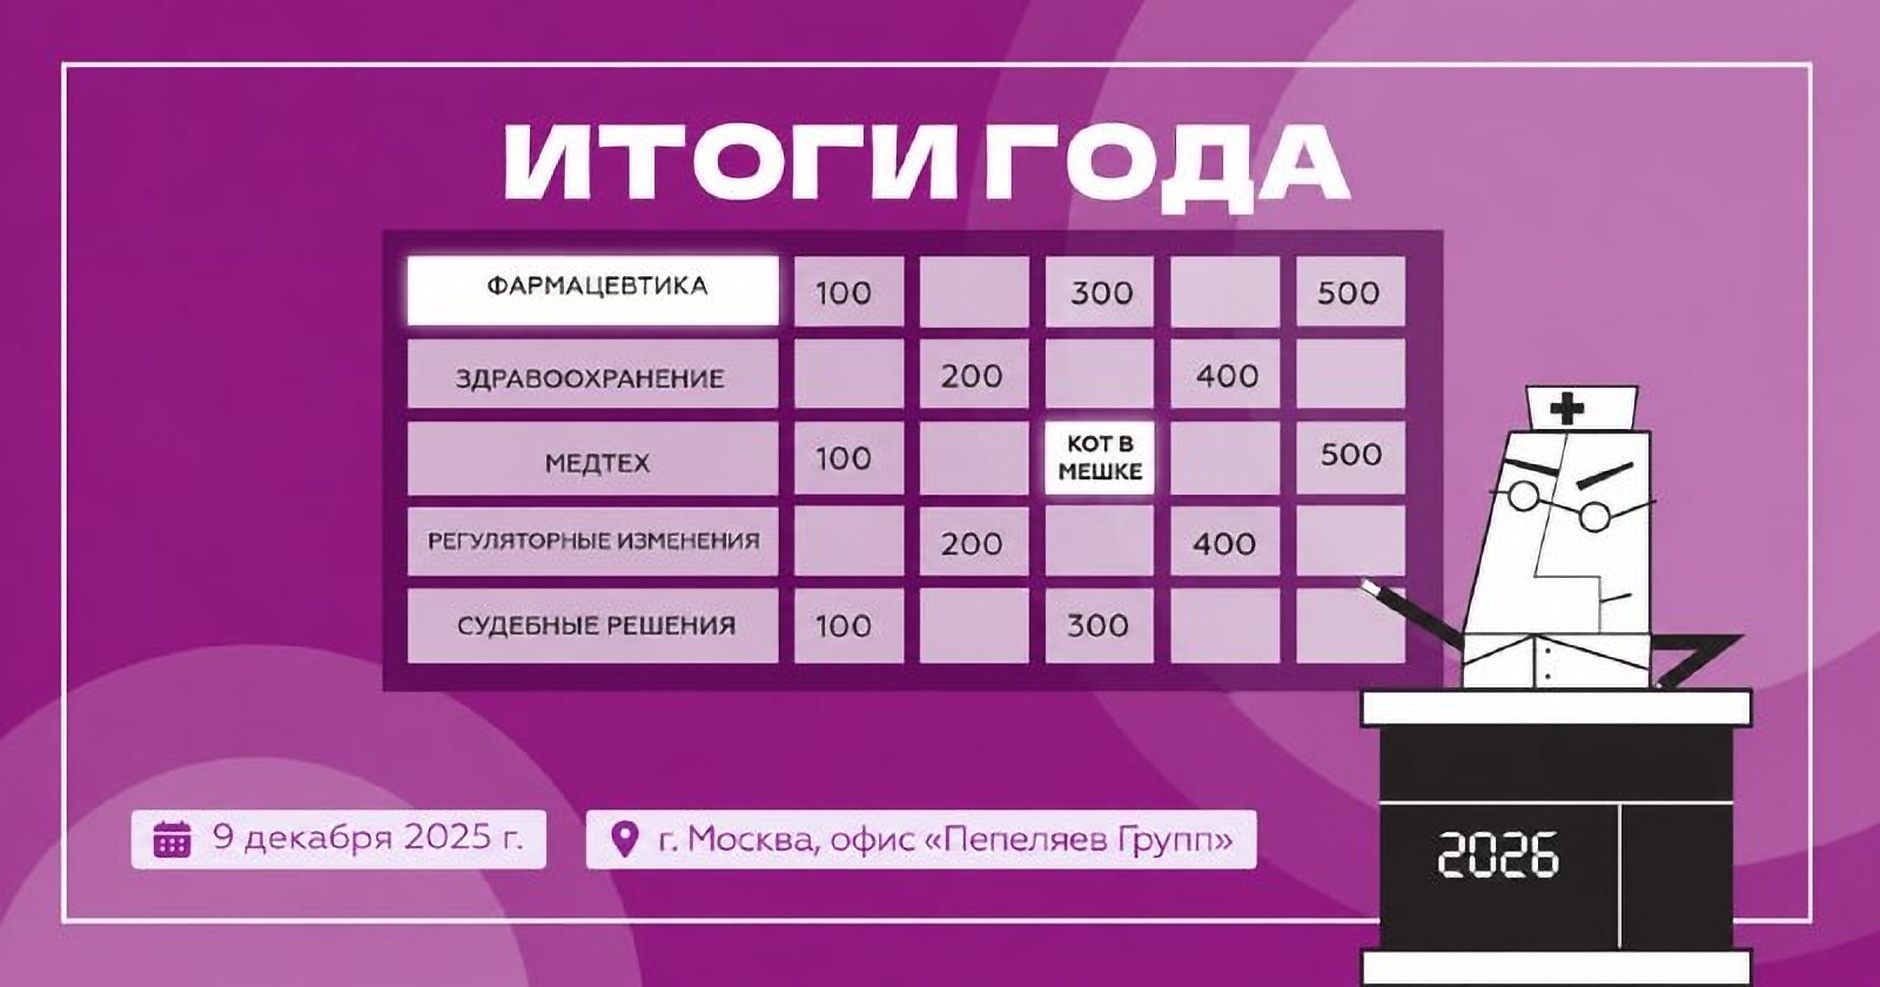 ИТОГИ ГОДА
ФАРМАЦЕВТИКА 100 300 500
ЗДРАВООХРАНЕНИЕ 200 400
МЕДТЕХ 100 КОТ В МЕШКЕ 500
РЕГУЛЯТОРНЫЕ ИЗМЕНЕНИЯ 200 400
СУДЕБНЫЕ РЕШЕНИЯ 100 300
9 декабря 2025 г. г. Москва, офис «Пепеляев Групп»
2026